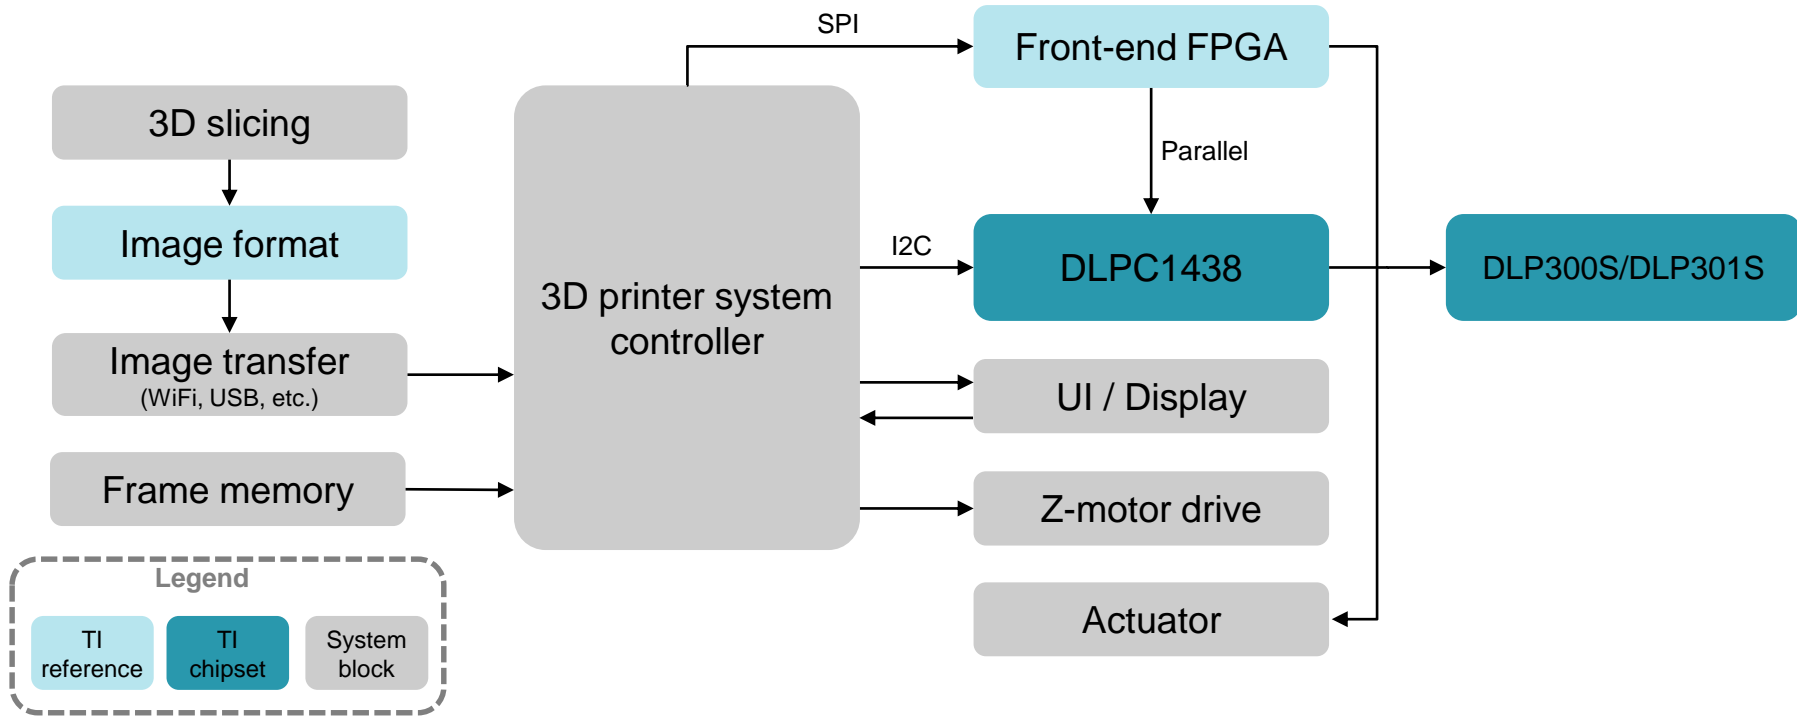 SPI
Front-end FPGA
3D slicing
Parallel
Image format
I2C
DLPC1438
DLP300S/DLP301S
3D printer system
controller
Image transfer
(WiFi, USB, etc.)
UI / Display
Frame memory
Z-motor drive
Actuator
Legend
TI
reference
TI
chipset
System
block